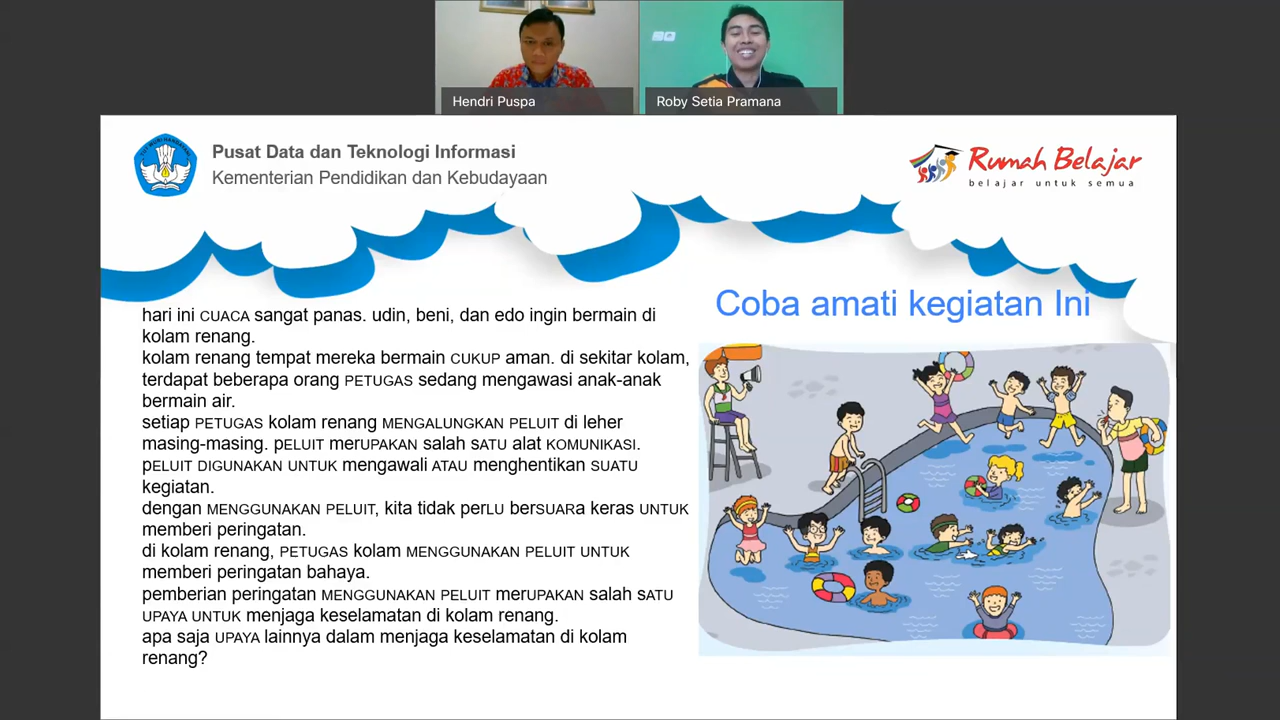 Hendri Puspa
Roby Setia Pramana
Pusat Data dan Teknologi Informasi
Kementerian Pendidikan dan Kebudayaan
Rumah Belajar
belajar untuk semua
Coba amati kegiatan Ini
hari ini CUACA sangat panas. udin, beni, dan edo ingin bermain di
kolam renang.
kolam renang tempat mereka bermain CUKUP aman. di sekitar kolam,
terdapat beberapa orang PETUGAS sedang mengawasi anak-anak
bermain air.
setiap PETUGAS kolam renang MENGALUNGKAN PELUIT di leher
masing-masing. pELUIT merUPAKAN salah sATU alat KOMUNIKASI.
pELUIT DIGUNAKAN UNTUK mengawali ATAU menghentikan SUATU
kegiatan.
dengan MENGGUNAKAN PELUIT, kita tidak perLU berSUARa keras UNTUK
memberi peringatan.
di kolam renang, PETUGAS kolam MENGGUNAKAN PELUIT UNTUK
memberi peringatan bahaya.
pemberian peringatan MENGGUNAKAN PELUIT merUPAKAN salah sATU
UPAYA UNTUK menjaga keselamatan di kolam renang.
apa saja UPAYA lainnya dalam menjaga keselamatan di kolam
renang?